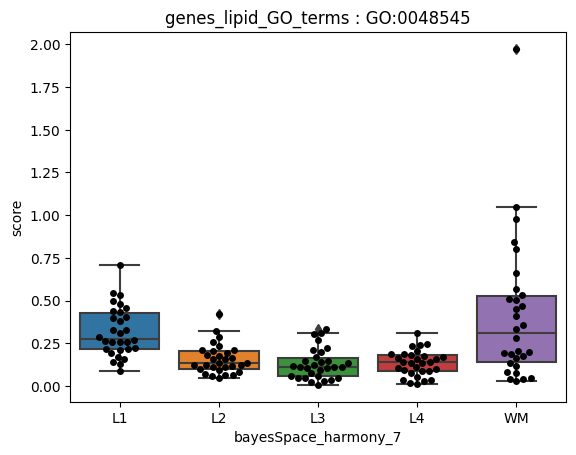 genes_lipid_GO_terms : GO:0048545
2.00
1.75
1.50
1.25
1.00
0.75
0.50
0.25
0.00
score
L1 L2 L3 L4 WM
bayesSpace_harmony_7